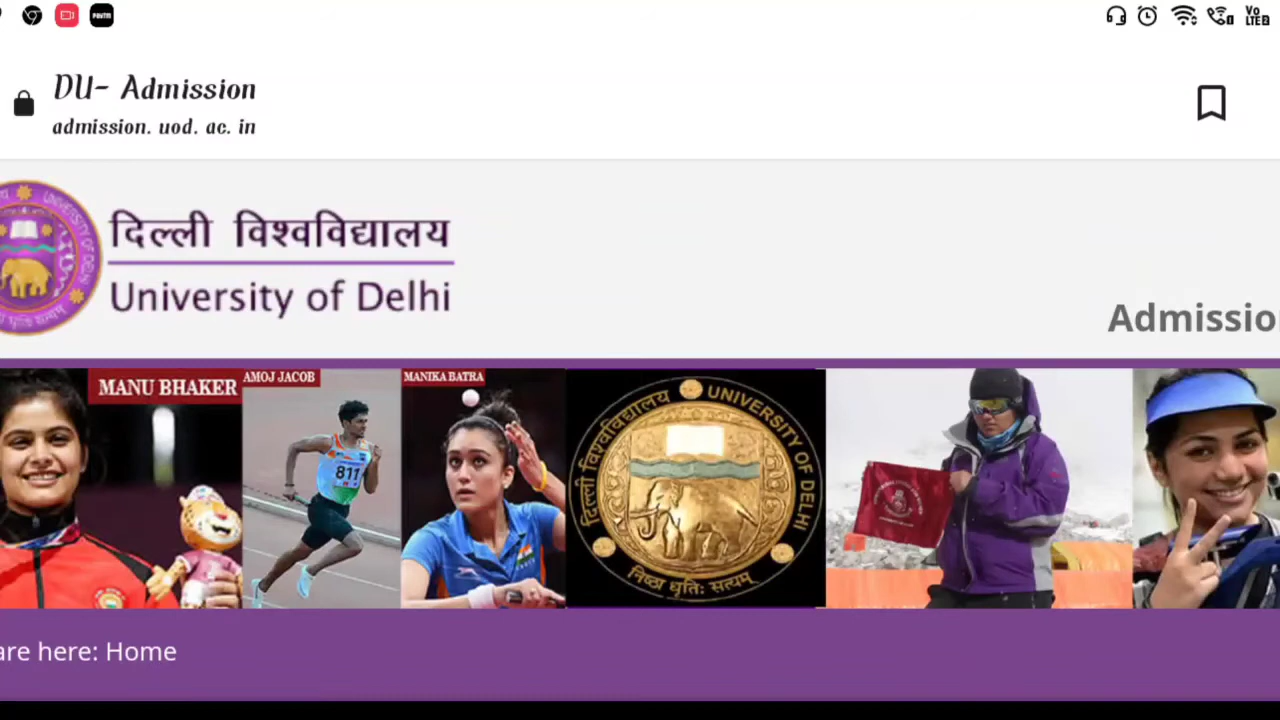 DU- Admission
admission. uod. ac. in
दिल्ली विश्वविद्यालय
University of Delhi
Admissio
MANU BHAKER
AMOJ JACOB
MANIKA BATRA
811
दिल्ली विश्वविद्यालय UNIVERSITY OF DELHI
निष्ठा धृतिः सत्यम्
are here: Home